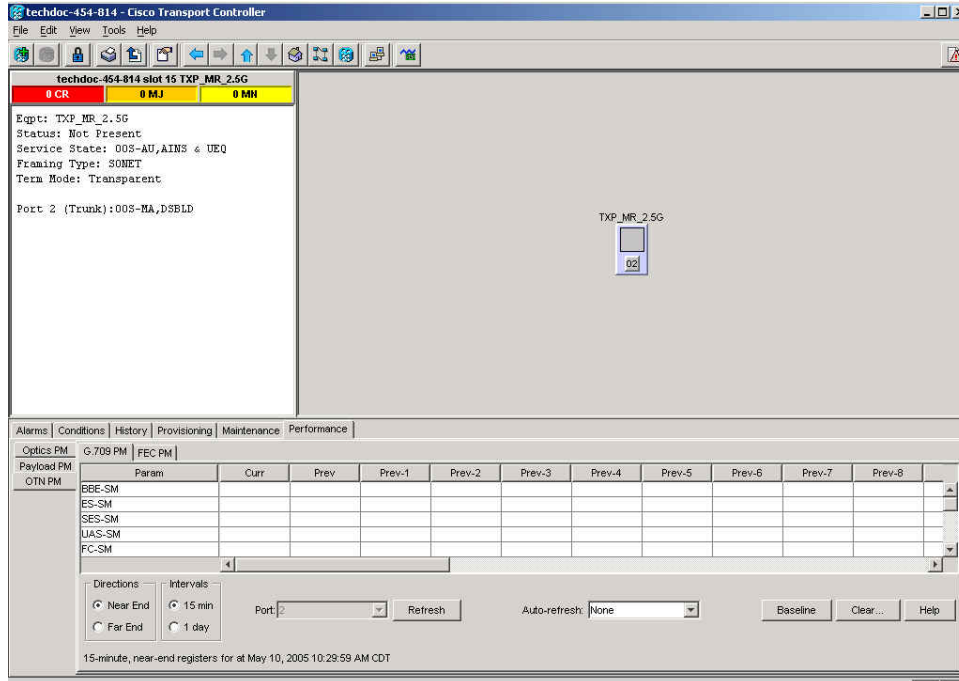 techdoc-454-814 - Cisco Transport Controller
File Edit View Tools Help
techdoc-454-814 slot 15 TXP_MR_2.5G
0 CR 0 MJ 0 MN
Eqpt: TXP_MR_2.5G
Status: Not Present
Service State: OOS-AU,AINS & UEQ
Framing Type: SONET
Term Mode: Transparent
Port 2 (Trunk):OOS-MA,DSBLD
TXP_MR_2.5G
02
Alarms Conditions History Provisioning Maintenance Performance
Optics PM
Payload PM
OTN PM
G.709 PM FEC PM
Param Curr Prev Prev-1 Prev-2 Prev-3 Prev-4 Prev-5 Prev-6 Prev-7 Prev-8
BBE-SM
ES-SM
SES-SM
UAS-SM
FC-SM
Directions Intervals
Near End 15 min Port: 2 Refresh Auto-refresh: None Baseline Clear... Help
Far End 1 day
15-minute, near-end registers for at May 10, 2005 10:29:59 AM CDT